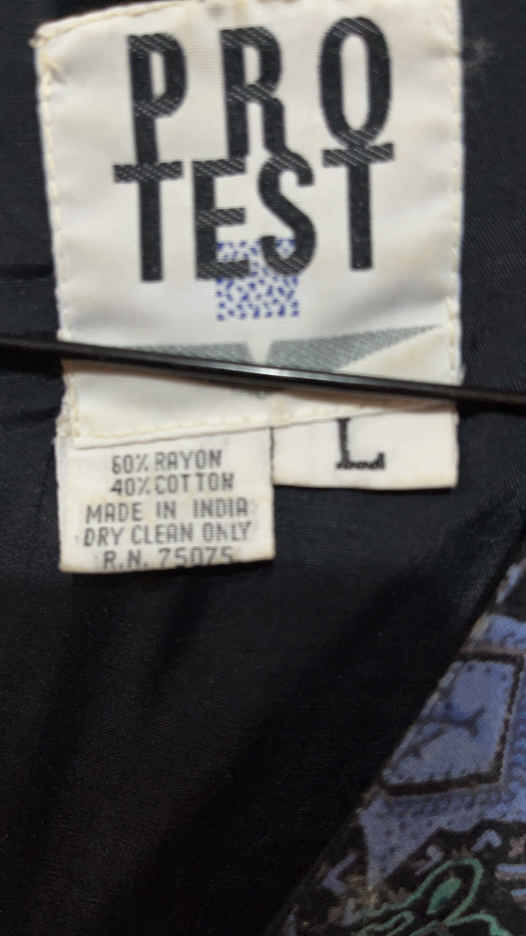 PRO
TEST
L
60% RAYON
40% COTTON
MADE IN INDIA
DRY CLEAN ONLY
R.N. 75075